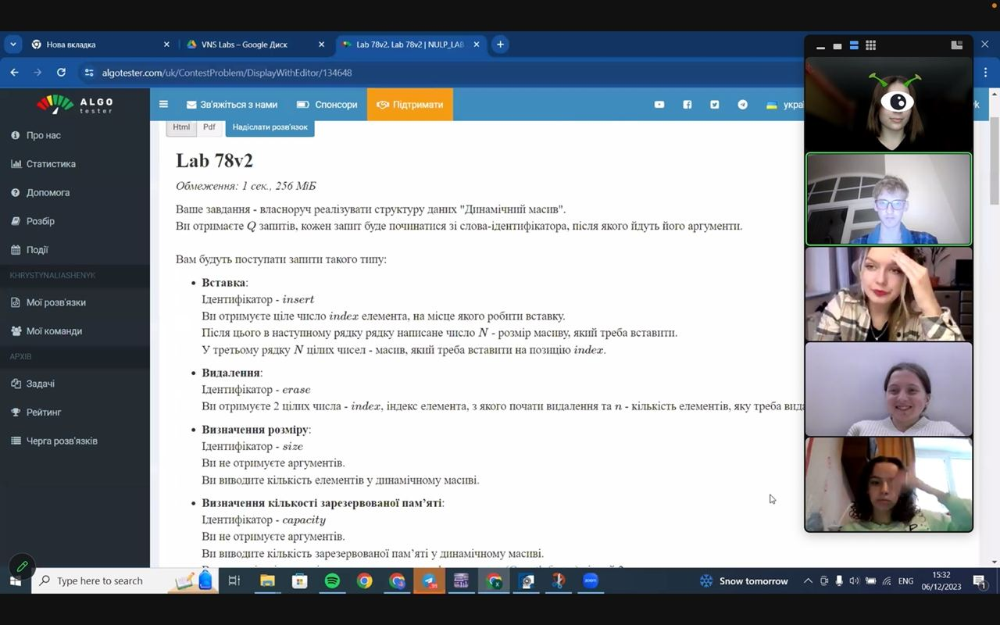 Нова вкладка
VNS Labs – Google Диск
Lab 78v2. Lab 78v2 | NULP_LAB
algotester.com/uk/ContestProblem/DisplayWithEditor/134648
ALGO
tester
Зв'яжіться з нами
Спонсори
Підтримати
украї
k
Про нас
Статистика
Допомога
Розбір
Події
KHRYSTYNALIASHENYK
Мої розв'язки
Мої команди
АРХІВ
Задачі
Рейтинг
Черга розв'язків
Html
Pdf
Надіслати розв'язок
Lab 78v2
Обмеження: 1 сек., 256 МіБ
Ваше завдання - власноруч реалізувати структуру даних "Динамічний масив".
Ви отримаєте Q запитів, кожен запит буде починатися зі слова-ідентифікатора, після якого йдуть його аргументи.
Вам будуть поступати запити такого типу:
• Вставка:
Ідентифікатор - insert
Ви отримуєте ціле число index елемента, на місце якого робити вставку.
Після цього в наступному рядку рядку написане число N - розмір масиву, який треба вставити.
У третьому рядку N цілих чисел - масив, який треба вставити на позицію index.
• Видалення:
Ідентифікатор - erase
Ви отримуєте 2 цілих числа - index, індекс елемента, з якого почати видалення та n - кількість елементів, яку треба вида
• Визначення розміру:
Ідентифікатор - size
Ви не отримуєте аргументів.
Ви виводите кількість елементів у динамічному масиві.
• Визначення кількості зарезервованої пам'яті:
Ідентифікатор - capacity
Ви не отримуєте аргументів.
Ви виводите кількість зарезервованої пам'яті у динамічному масиві.
Type here to search
zoom
Snow tomorrow
ENG
15:32
06/12/2023
1